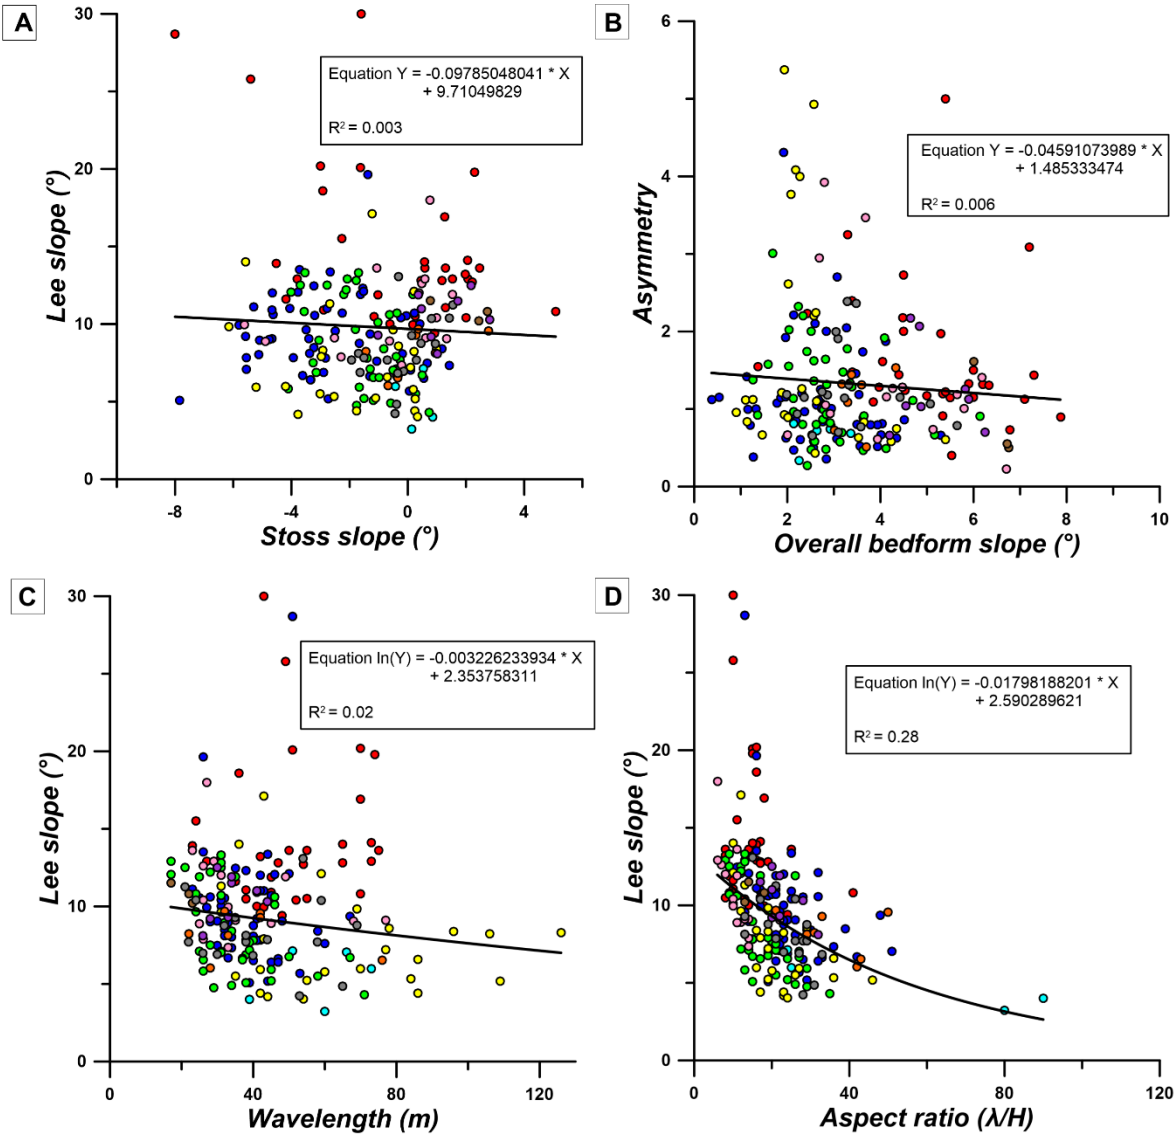 A
30
20
10
0
Lee slope (°)
Equation Y = -0.09785048041 * X
+ 9.71049829
R² = 0.003
-8
-4
0
4
Stoss slope (°)
B
6
4
2
0
Asymmetry
Equation Y = -0.04591073989 * X
+ 1.485333474
R² = 0.006
0
2
4
6
8
10
Overall bedform slope (°)
C
30
20
10
0
Lee slope (°)
Equation ln(Y) = -0.003226233934 * X
+ 2.353758311
R² = 0.02
0
40
80
120
Wavelength (m)
D
30
20
10
0
Lee slope (°)
Equation ln(Y) = -0.01798188201 * X
+ 2.590289621
R² = 0.28
0
40
80
120
Aspect ratio (λ/H)